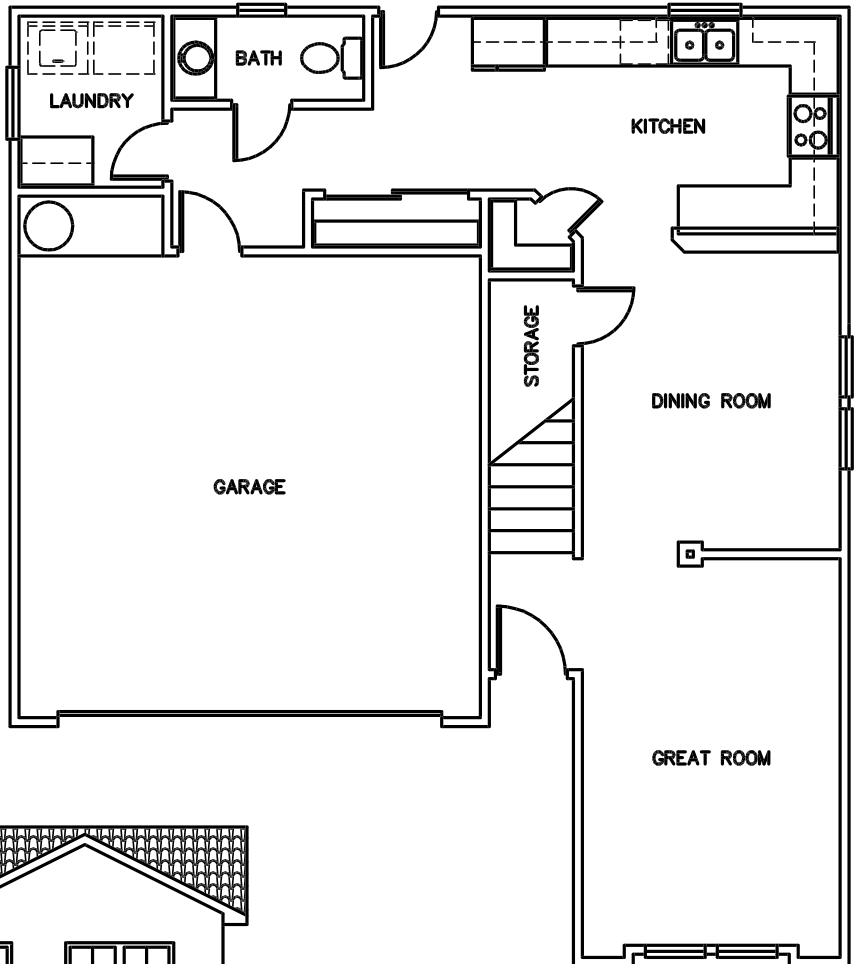 BATH
LAUNDRY
KITCHEN
STORAGE
DINING ROOM
GARAGE
GREAT ROOM